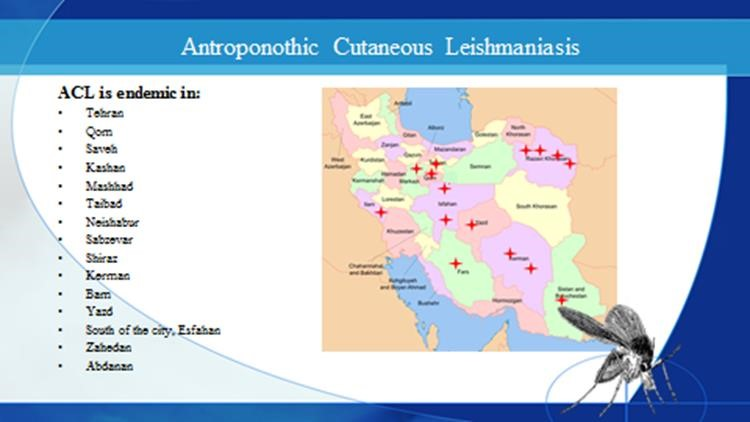 Antroponothic Cutaneous Leishmaniasis
ACL is endemic in:
• Tehran
• Qom
• Saveh
• Kashan
• Mashhad
• Taibad
• Neishabur
• Sabzevar
• Shiraz
• Kerman
• Bam
• Yazd
• South of the city, Esfahan
• Zahedan
• Abdanan
Ardabil
East
Azerbaijan
West
Azerbaijan
Gilan
Alborz
Zanjan
Mazandaran
Golestan
North
Khorasan
Razavi Khorasan
Kurdistan
Qazvin
Semnan
Hamadan
Markazi
Qom
Kermanshah
Lorestan
Ilam
Isfahan
South Khorasan
Khuzestan
Yazd
Chaharmahal
and Bakhtiari
Kohgiluyeh
and Boyer-Ahmad
Fars
Kerman
Bushehr
Hormozgan
Sistan and
Baluchestan